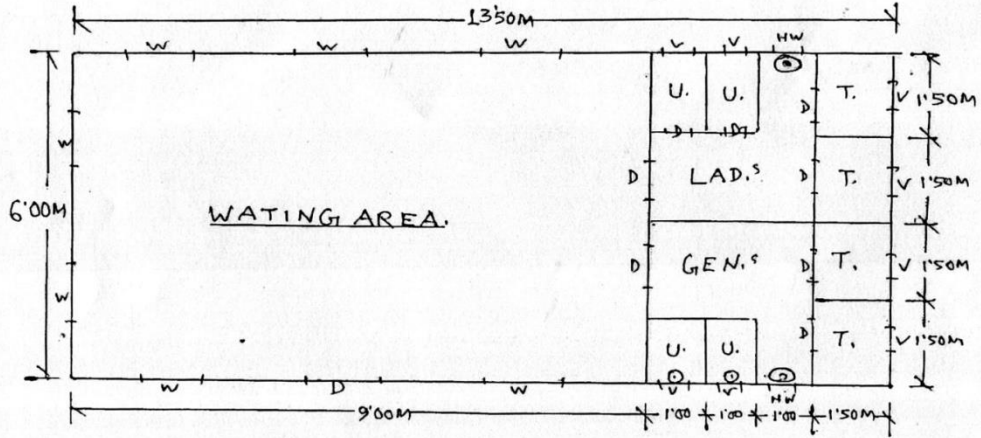 13'50M
W W W V V HW
U. U. T. V 1'50M
D D D
W D LAD.S D T. V 1'50M
6'00M WATING AREA.
D GEN.S D T. V 1'50M
W D T. V 1'50M
U. U.
W D W V V HW
9'00M 1'00 1'00 1'00 1'50M